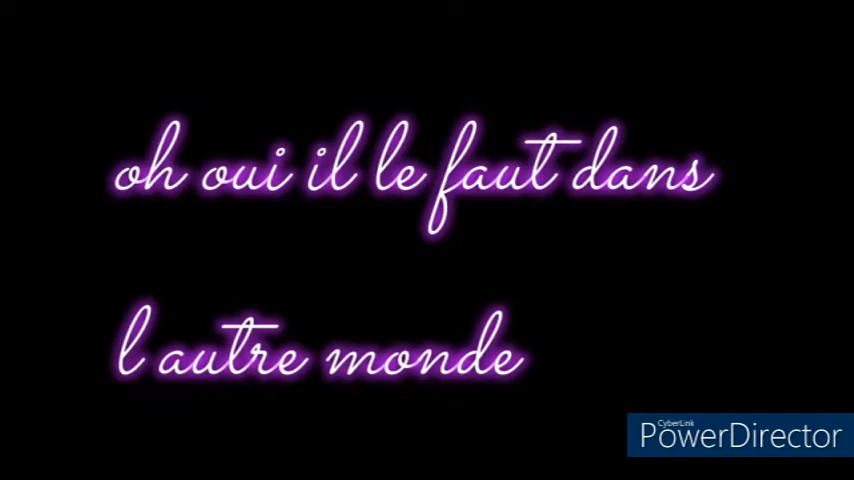 oh oui il le faut dans
l autre monde
CyberLink
PowerDirector